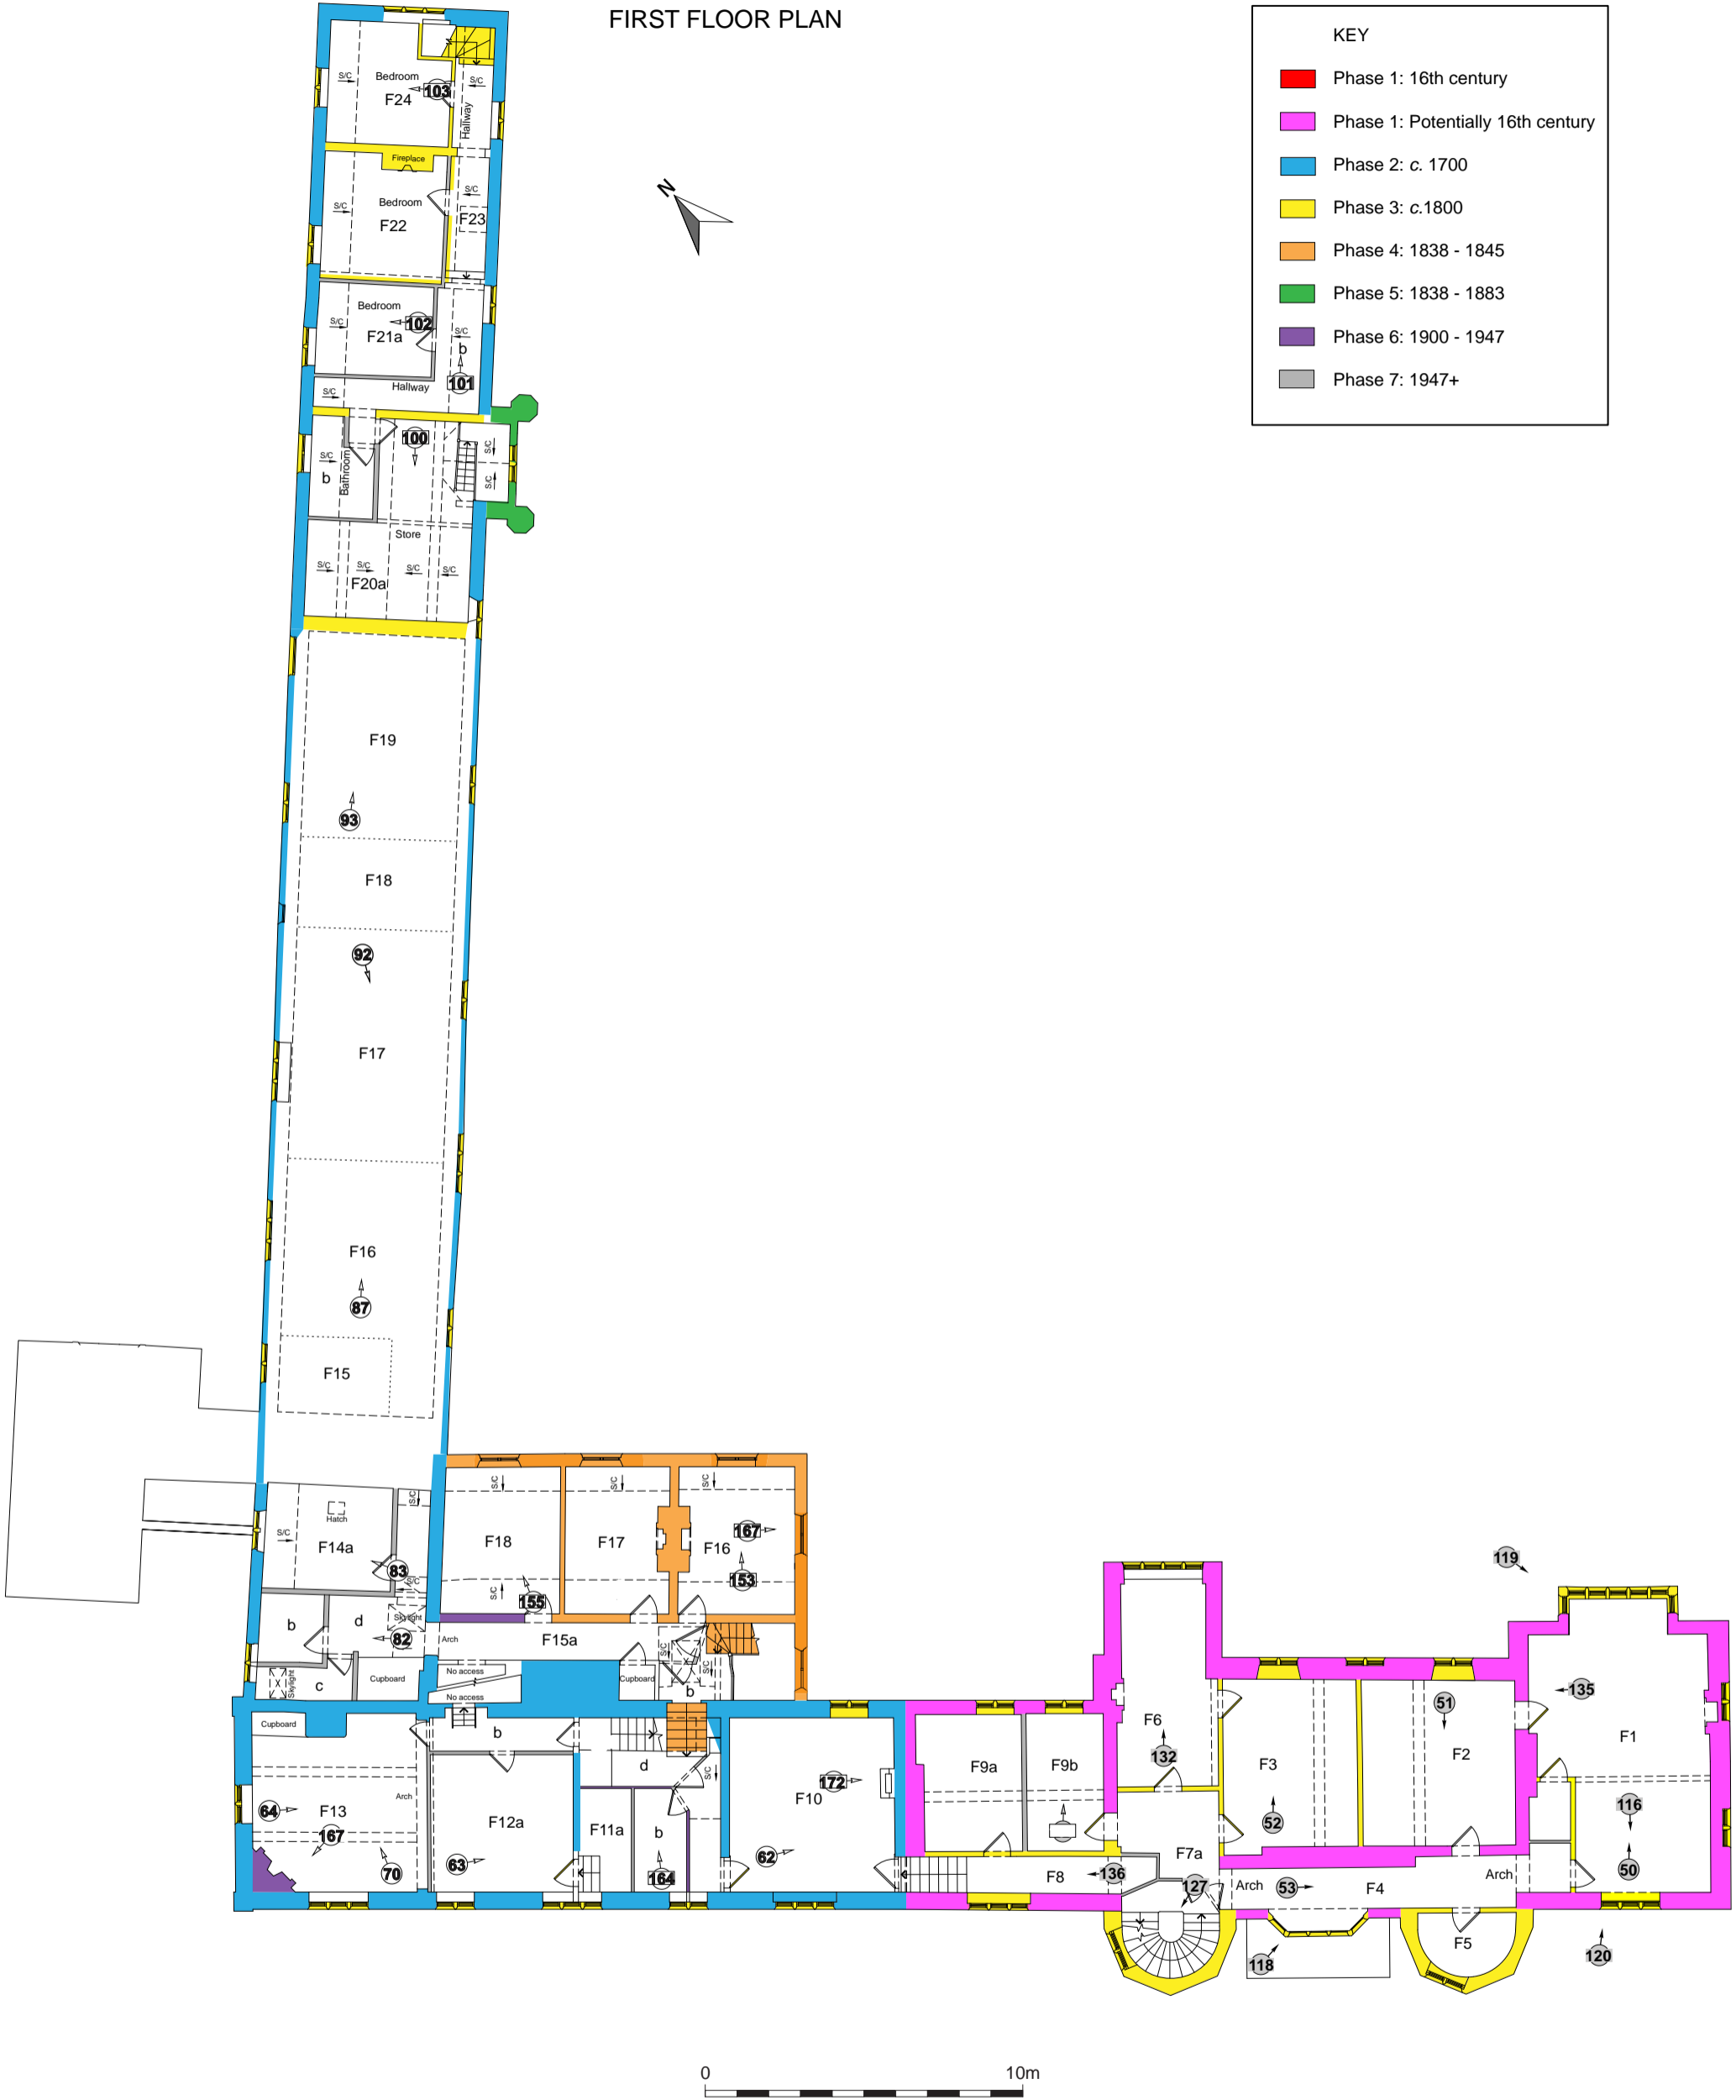 FIRST FLOOR PLAN
KEY
Phase 1: 16th century
Phase 1: Potentially 16th century
Phase 2: c. 1700
Phase 3: c.1800
Phase 4: 1838 - 1845
Phase 5: 1838 - 1883
Phase 6: 1900 - 1947
Phase 7: 1947+
N
S/C
Bedroom
F24
103
S/C
Hallway
Fireplace
S/C
Bedroom
F22
S/C
F23
Bedroom
S/C
F21a
102
S/C
b
101
Hallway
S/C
100
S/C
b
Bathroom
S/C
S/C
Store
S/C
S/C
S/C
S/C
F20a
F19
93
F18
92
F17
F16
87
F15
S/C
Hatch
S/C
F14a
83
S/C
b
d
Skylight
82
Skylight
c
Cupboard
S/C
S/C
S/C
F18
F17
F16
167
153
S/C
155
Arch
F15a
S/C
S/C
No access
No access
Cupboard
b
Cupboard
b
d
S/C
Arch
64
F13
167
70
F12a
63
F11a
b
164
F10
172
62
F9a
F9b
F8
136
F6
132
F7a
127
F3
52
F2
51
Arch
53
F4
Arch
F5
118
119
135
F1
116
50
120
0
10m